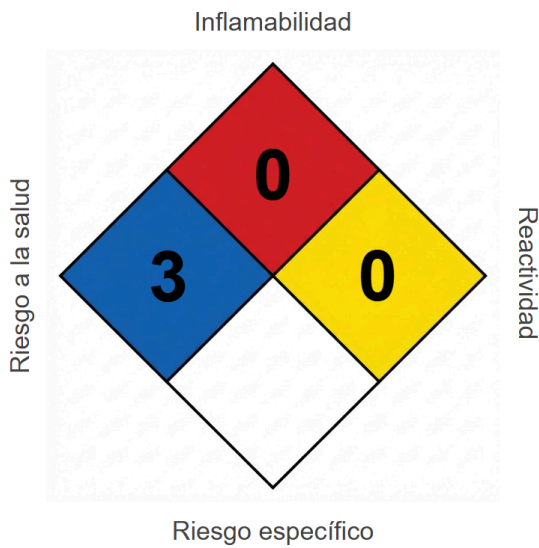 Inflamabilidad
0
Riesgo a la salud
3
0
Reactividad
Riesgo específico